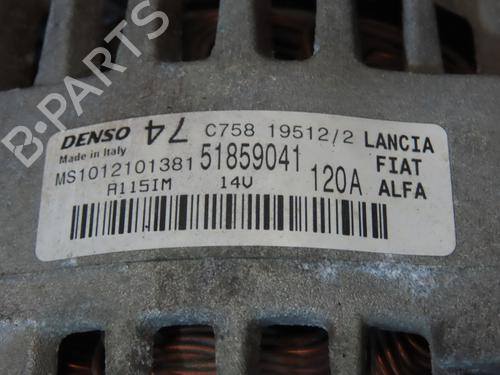 DENSO 74 C758 19512/2 LANCIA
Made in Italy FIAT
MS1012101381 51859041 120A ALFA
A115IM 14V
B-PARTS